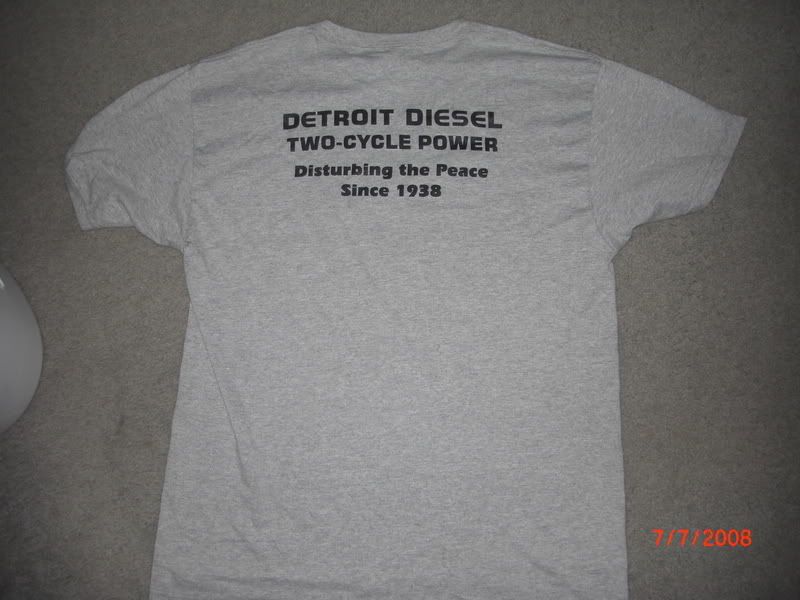 DETROIT DIESEL
TWO-CYCLE POWER
Disturbing the Peace
Since 1938
7/7/2008